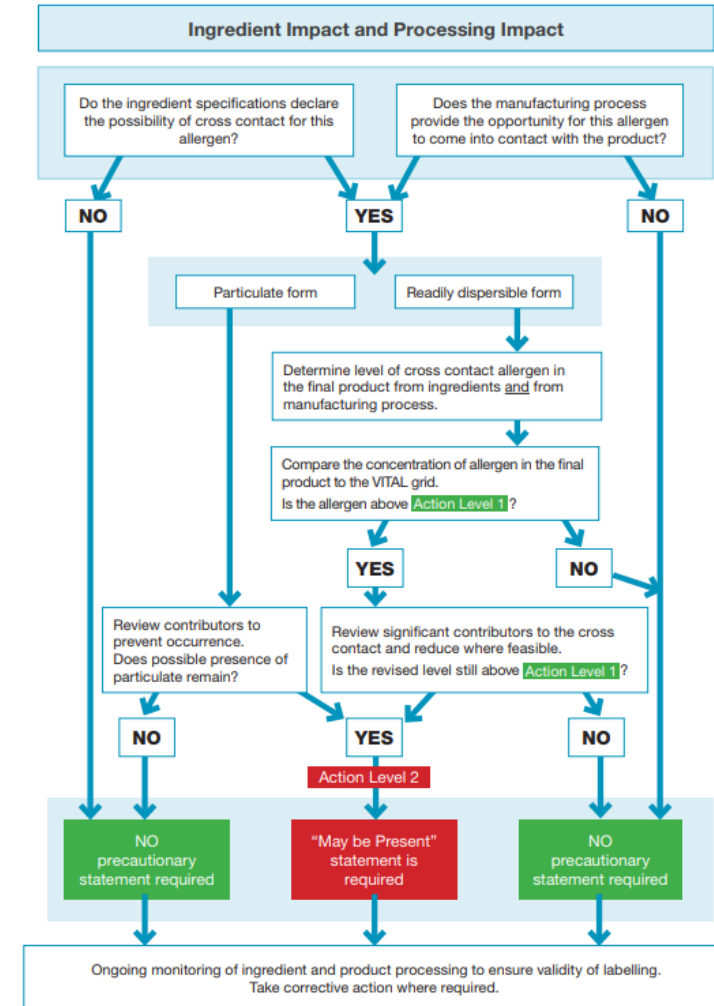 Ingredient Impact and Processing Impact
Do the ingredient specifications declare
the possibility of cross contact for this
allergen?
Does the manufacturing process
provide the opportunity for this allergen
to come into contact with the product?
NO
YES
NO
Particulate form
Readily dispersible form
Determine level of cross contact allergen in
the final product from ingredients and from
manufacturing process.
Compare the concentration of allergen in the final
product to the VITAL grid.
Is the allergen above Action Level 1 ?
YES
NO
Review contributors to
prevent occurrence.
Does possible presence of
particulate remain?
Review significant contributors to the cross
contact and reduce where feasible.
Is the revised level still above Action Level 1 ?
NO
YES
NO
Action Level 2
NO
precautionary
statement required
“May be Present”
statement is
required
NO
precautionary
statement required
Ongoing monitoring of ingredient and product processing to ensure validity of labelling.
Take corrective action where required.